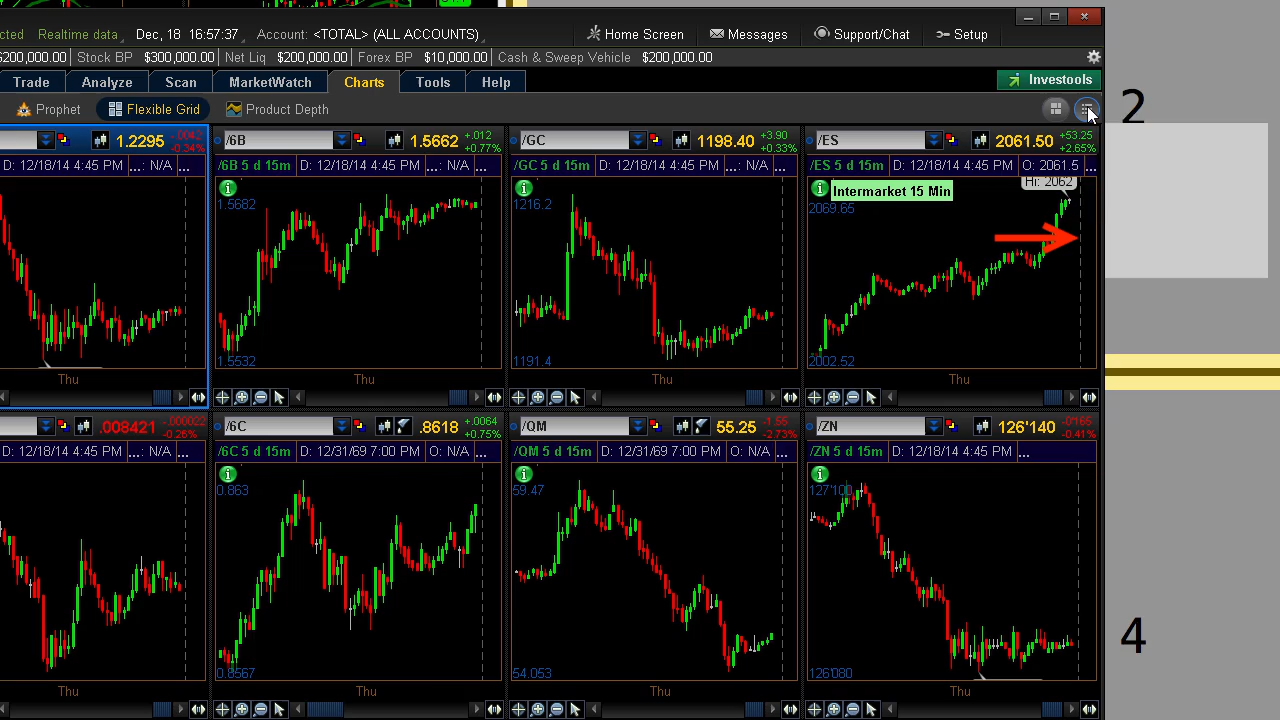 cted Realtime data Dec, 18 16:57:37 Account: <TOTAL> (ALL ACCOUNTS) Home Screen Messages Support/Chat Setup
$200,000.00 Stock BP $300,000.00 Net Liq $200,000.00 Forex BP $10,000.00 Cash & Sweep Vehicle $200,000.00
Trade Analyze Scan MarketWatch Charts Tools Help Investools
Prophet Flexible Grid Product Depth
2
1.2295 -.0042 -0.34%
/6B 1.5662 +.012 +0.77%
/GC 1198.40 +3.90 +0.33%
/ES 2061.50 +53.25 +2.65%
D: 12/18/14 4:45 PM ...: N/A ...
/6B 5 d 15m D: 12/18/14 4:45 PM ...: N/A ...
/GC 5 d 15m D: 12/18/14 4:45 PM ...: N/A ...
/ES 5 d 15m D: 12/18/14 4:45 PM O: 2061.5 ...
Intermarket 15 Min
Hi: 2062
1.5682
1216.2
2069.65
1.5532
1191.4
2002.52
Thu Thu Thu Thu
.008421 -.000022 -0.26%
/6C .8618 +.0064 +0.75%
/QM 55.25 -1.55 -2.73%
/ZN 126'140 -0'165 -0.41%
D: 12/18/14 4:45 PM ...: N/A ...
/6C 5 d 15m D: 12/31/69 7:00 PM O: N/A ...
/QM 5 d 15m D: 12/31/69 7:00 PM O: N/A ...
/ZN 5 d 15m D: 12/18/14 4:45 PM ...
0.863
59.47
127'100
4
0.8567
54.053
126'080
Thu Thu Thu Thu